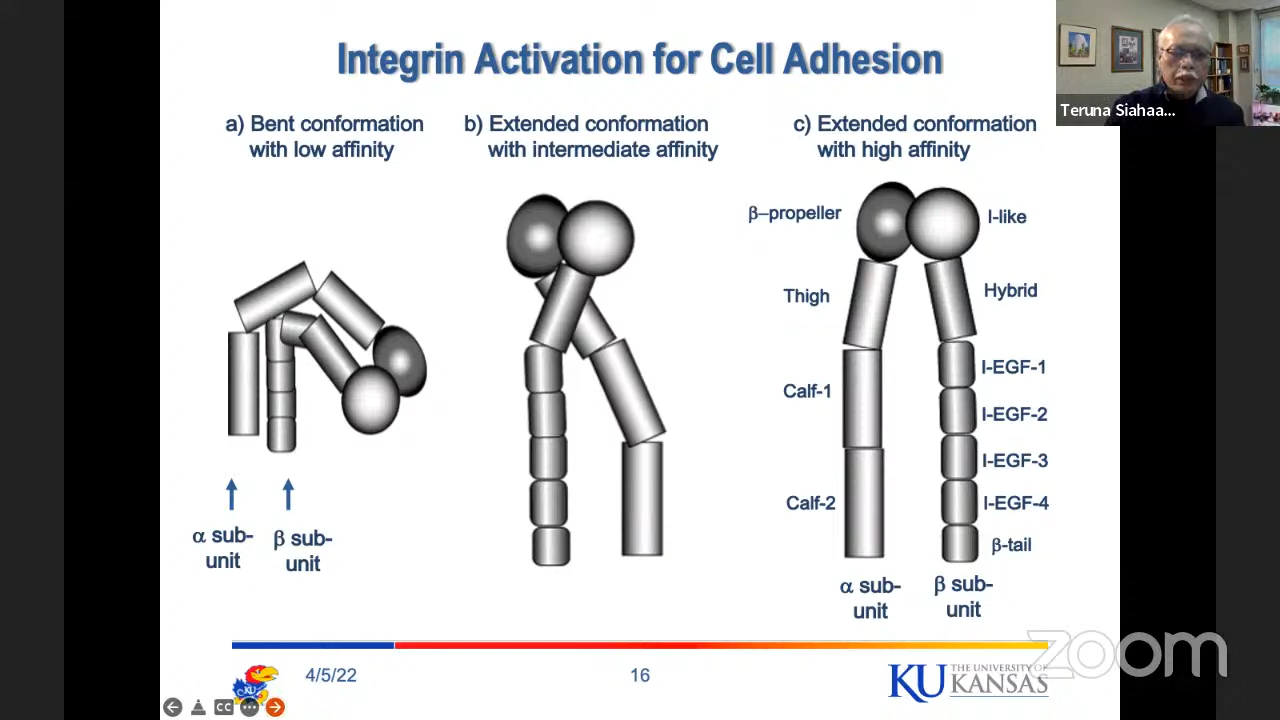 Integrin Activation for Cell Adhesion
Teruna Siahaa...
a) Bent conformation
with low affinity
b) Extended conformation
with intermediate affinity
c) Extended conformation
with high affinity
β–propeller
I-like
Thigh
Hybrid
I-EGF-1
Calf-1
I-EGF-2
I-EGF-3
Calf-2
I-EGF-4
β-tail
α sub-
unit
β sub-
unit
α sub-
unit
β sub-
unit
KU
4/5/22
16
KU THE UNIVERSITY OF
KANSAS
zoom
CC